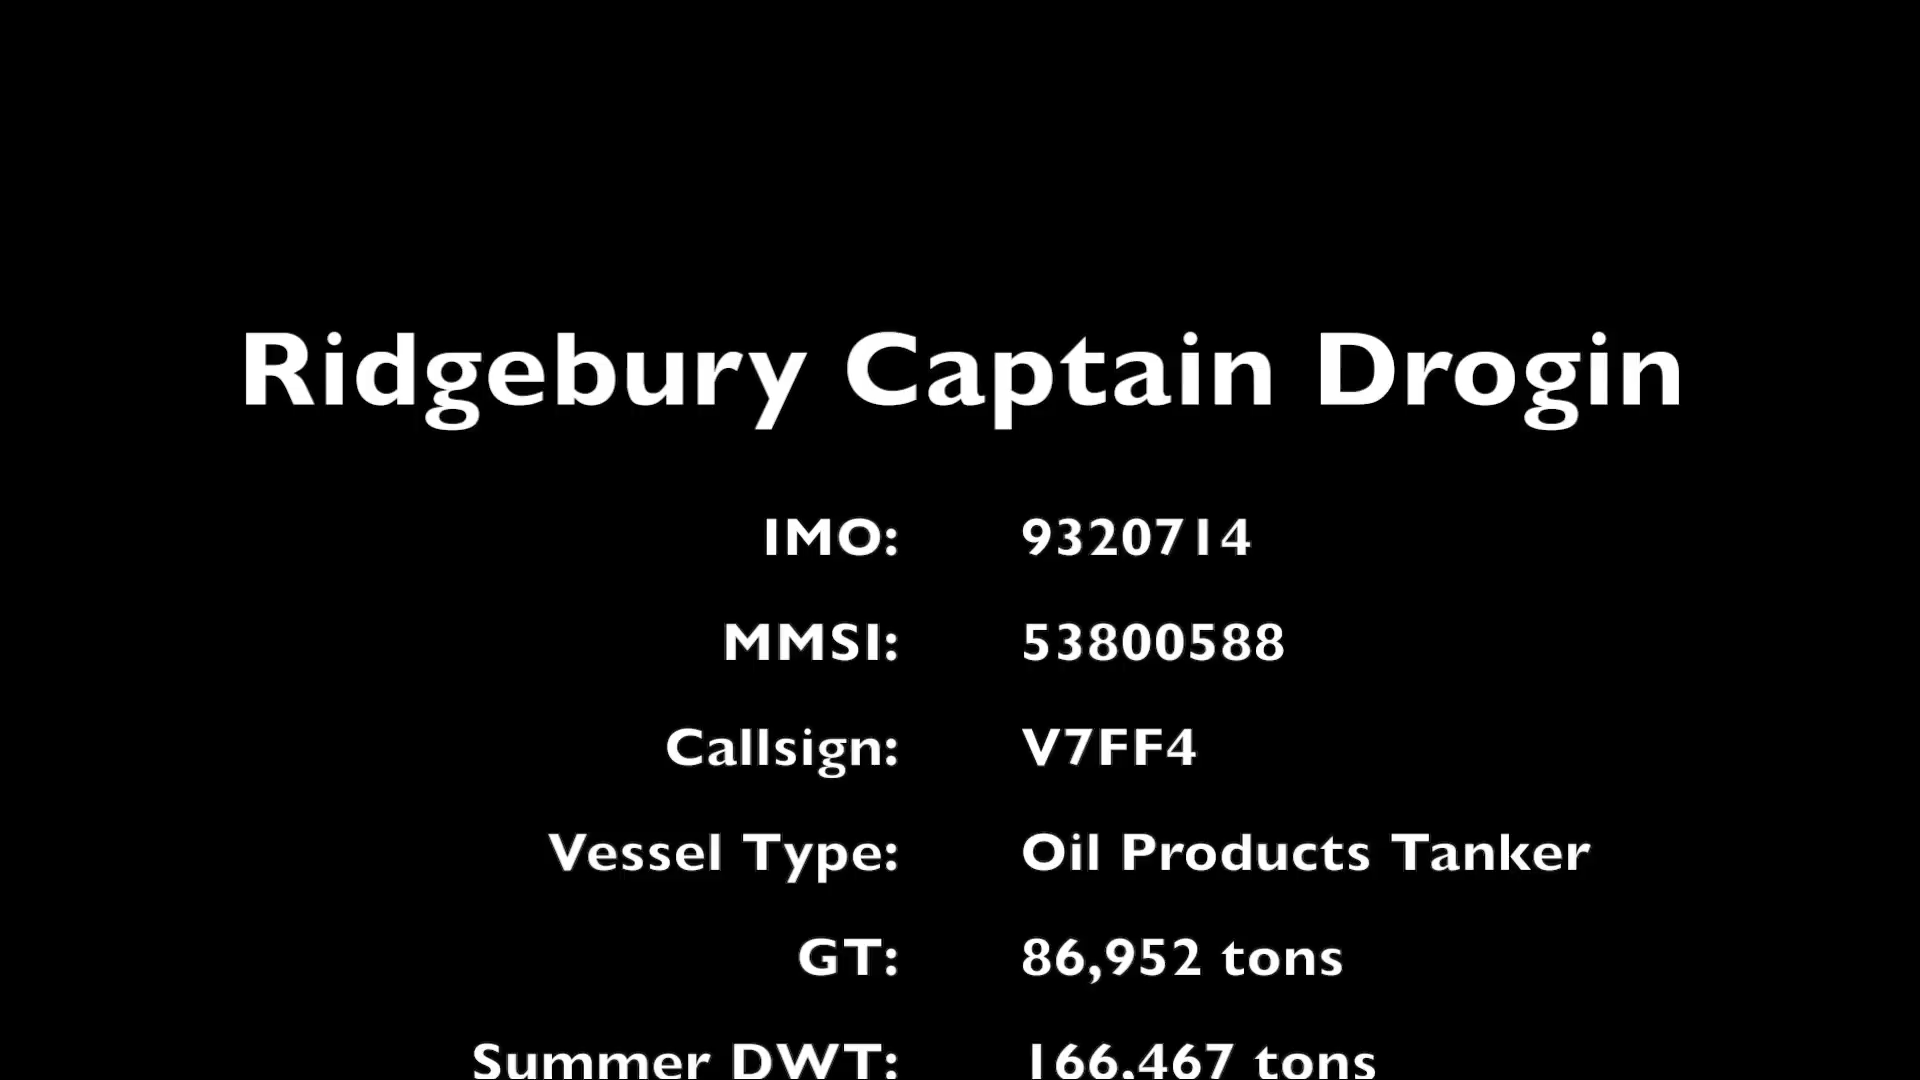 Ridgebury Captain Drogin
IMO: 9320714
MMSI: 53800588
Callsign: V7FF4
Vessel Type: Oil Products Tanker
GT: 86,952 tons
Summer DWT: 166,467 tons